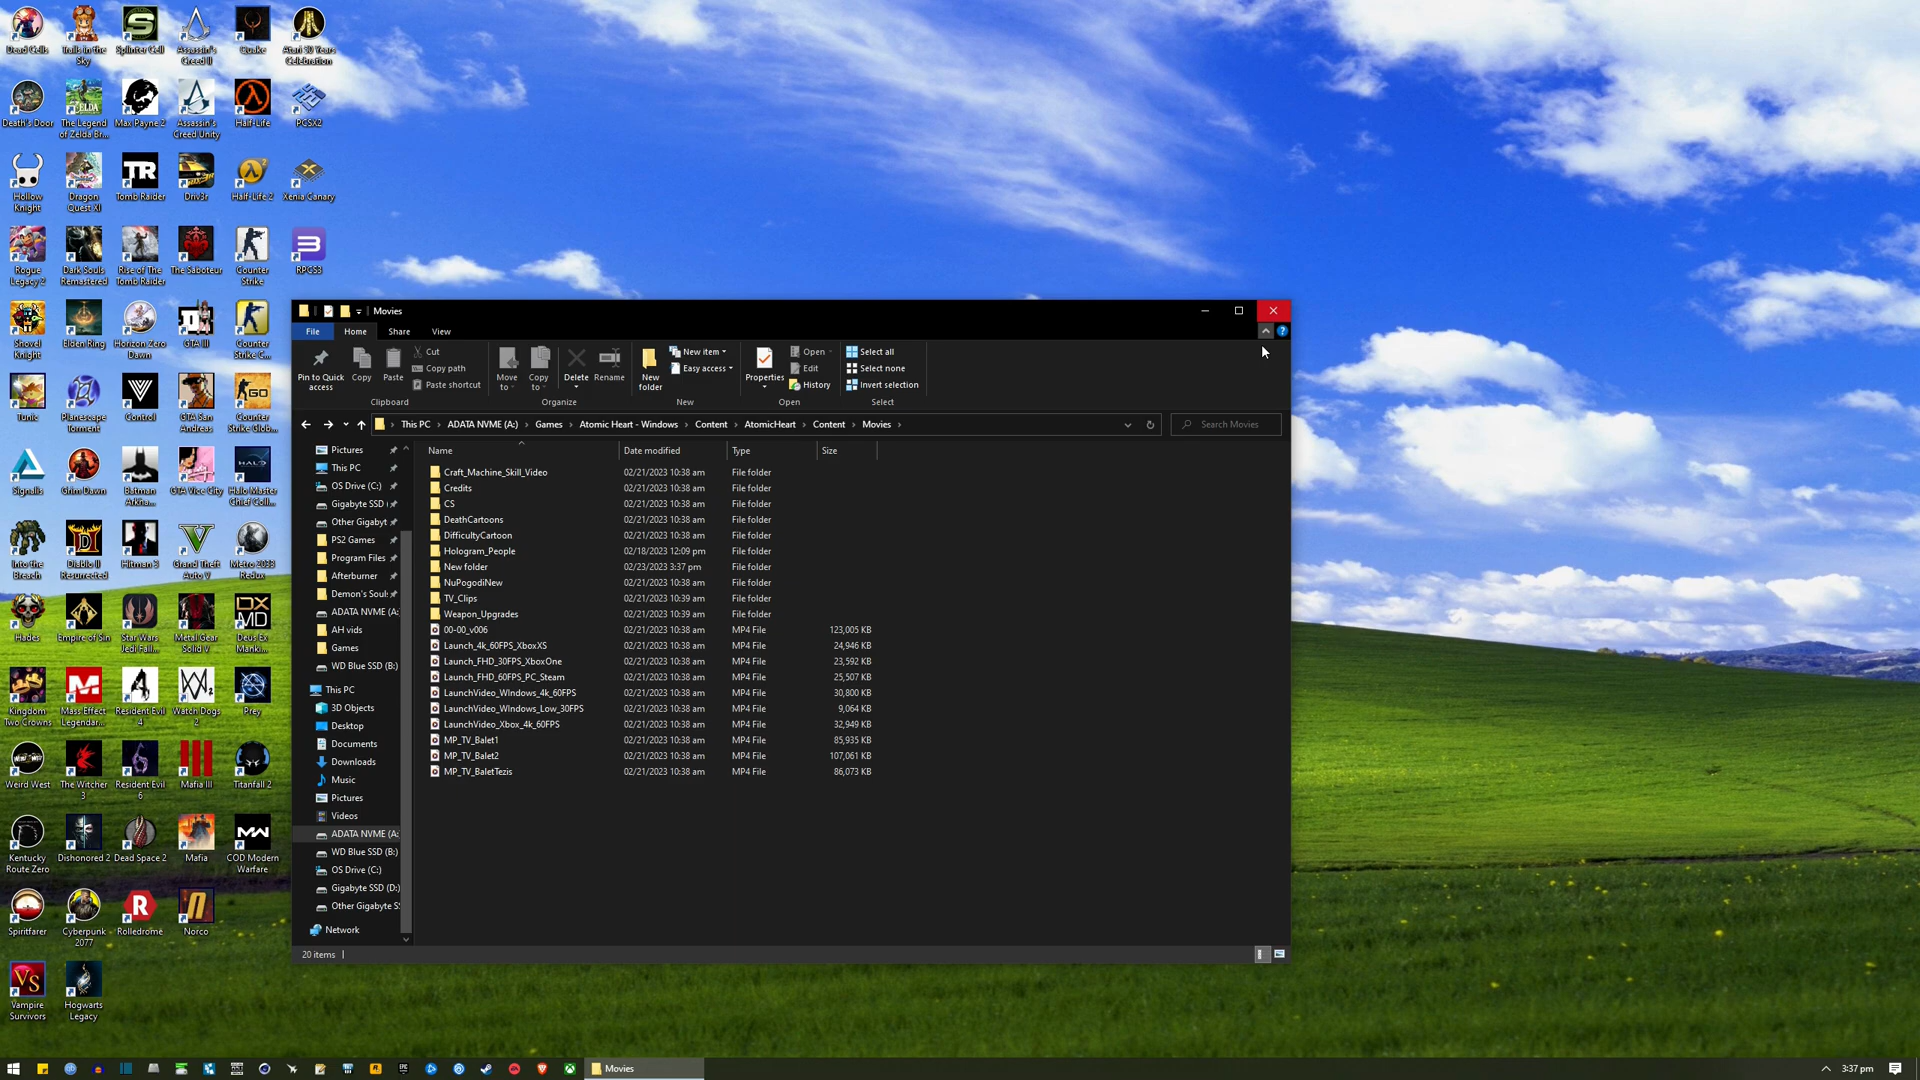 Dead Cells
Trails in the Sky
Splinter Cell
Assassin's Creed II
Quake
Atari 50 Years Celebration
Death's Door
The Legend of Zelda Br...
Max Payne 2
Assassin's Creed Unity
Half-Life
PCSX2
Hollow Knight
Dragon Quest XI
Tomb Raider
Driv3r
Half-Life 2
Xenia Canary
Rogue Legacy 2
Dark Souls Remastered
Rise of The Tomb Raider
The Saboteur
Counter Strike
RPCS3
Shovel Knight
Elden Ring
Horizon Zero Dawn
GTA III
Counter Strike C...
Tunic
Planescape Torment
Control
GTA San Andreas
Counter Strike Glob...
Signalis
Grim Dawn
Batman Arkha...
GTA Vice City
Halo Master Chief Coll...
Into the Breach
Diablo II Resurrected
Hitman 3
Grand Theft Auto V
Metro 2033 Redux
Hades
Empire of Sin
Star Wars Jedi Fall...
Metal Gear Solid V
Deus Ex Manki...
Kingdom Two Crowns
Mass Effect Legendar...
Resident Evil 4
Watch Dogs 2
Prey
Weird West
The Witcher 3
Resident Evil 6
Mafia III
Titanfall 2
Kentucky Route Zero
Dishonored 2
Dead Space 2
Mafia
COD Modern Warfare
Spiritfarer
Cyberpunk 2077
Rolledrome
Norco
Vampire Survivors
Hogwarts Legacy
Movies
File Home Share View
Pin to Quick access
Copy
Paste
Cut
Copy path
Paste shortcut
Clipboard
Move to
Copy to
Delete
Rename
Organize
New folder
New item
Easy access
New
Properties
Open
Edit
History
Open
Select all
Select none
Invert selection
Select
This PC › ADATA NVME (A:) › Games › Atomic Heart - Windows › Content › AtomicHeart › Content › Movies ›
Search Movies
Pictures
This PC
OS Drive (C:)
Gigabyte SSD (
Other Gigabyt
PS2 Games
Program Files
Afterburner
Demon's Soul:
ADATA NVME (A:
AH vids
Games
WD Blue SSD (B:)
This PC
3D Objects
Desktop
Documents
Downloads
Music
Pictures
Videos
ADATA NVME (A:
WD Blue SSD (B:)
OS Drive (C:)
Gigabyte SSD (D:)
Other Gigabyte S
Network
Name Date modified Type Size
Craft_Machine_Skill_Video 02/21/2023 10:38 am File folder
Credits 02/21/2023 10:38 am File folder
CS 02/21/2023 10:38 am File folder
DeathCartoons 02/21/2023 10:38 am File folder
DifficultyCartoon 02/21/2023 10:38 am File folder
Hologram_People 02/18/2023 12:09 pm File folder
New folder 02/23/2023 3:37 pm File folder
NuPogodiNew 02/21/2023 10:38 am File folder
TV_Clips 02/21/2023 10:39 am File folder
Weapon_Upgrades 02/21/2023 10:39 am File folder
00-00_v006 02/21/2023 10:38 am MP4 File 123,005 KB
Launch_4k_60FPS_XboxXS 02/21/2023 10:38 am MP4 File 24,946 KB
Launch_FHD_30FPS_XboxOne 02/21/2023 10:38 am MP4 File 23,592 KB
Launch_FHD_60FPS_PC_Steam 02/21/2023 10:38 am MP4 File 25,507 KB
LaunchVideo_WIndows_4k_60FPS 02/21/2023 10:38 am MP4 File 30,800 KB
LaunchVideo_WIndows_Low_30FPS 02/21/2023 10:38 am MP4 File 9,064 KB
LaunchVideo_Xbox_4k_60FPS 02/21/2023 10:38 am MP4 File 32,949 KB
MP_TV_Balet1 02/21/2023 10:38 am MP4 File 85,935 KB
MP_TV_Balet2 02/21/2023 10:38 am MP4 File 107,061 KB
MP_TV_BaletTezis 02/21/2023 10:38 am MP4 File 86,073 KB
20 items
Movies
3:37 pm